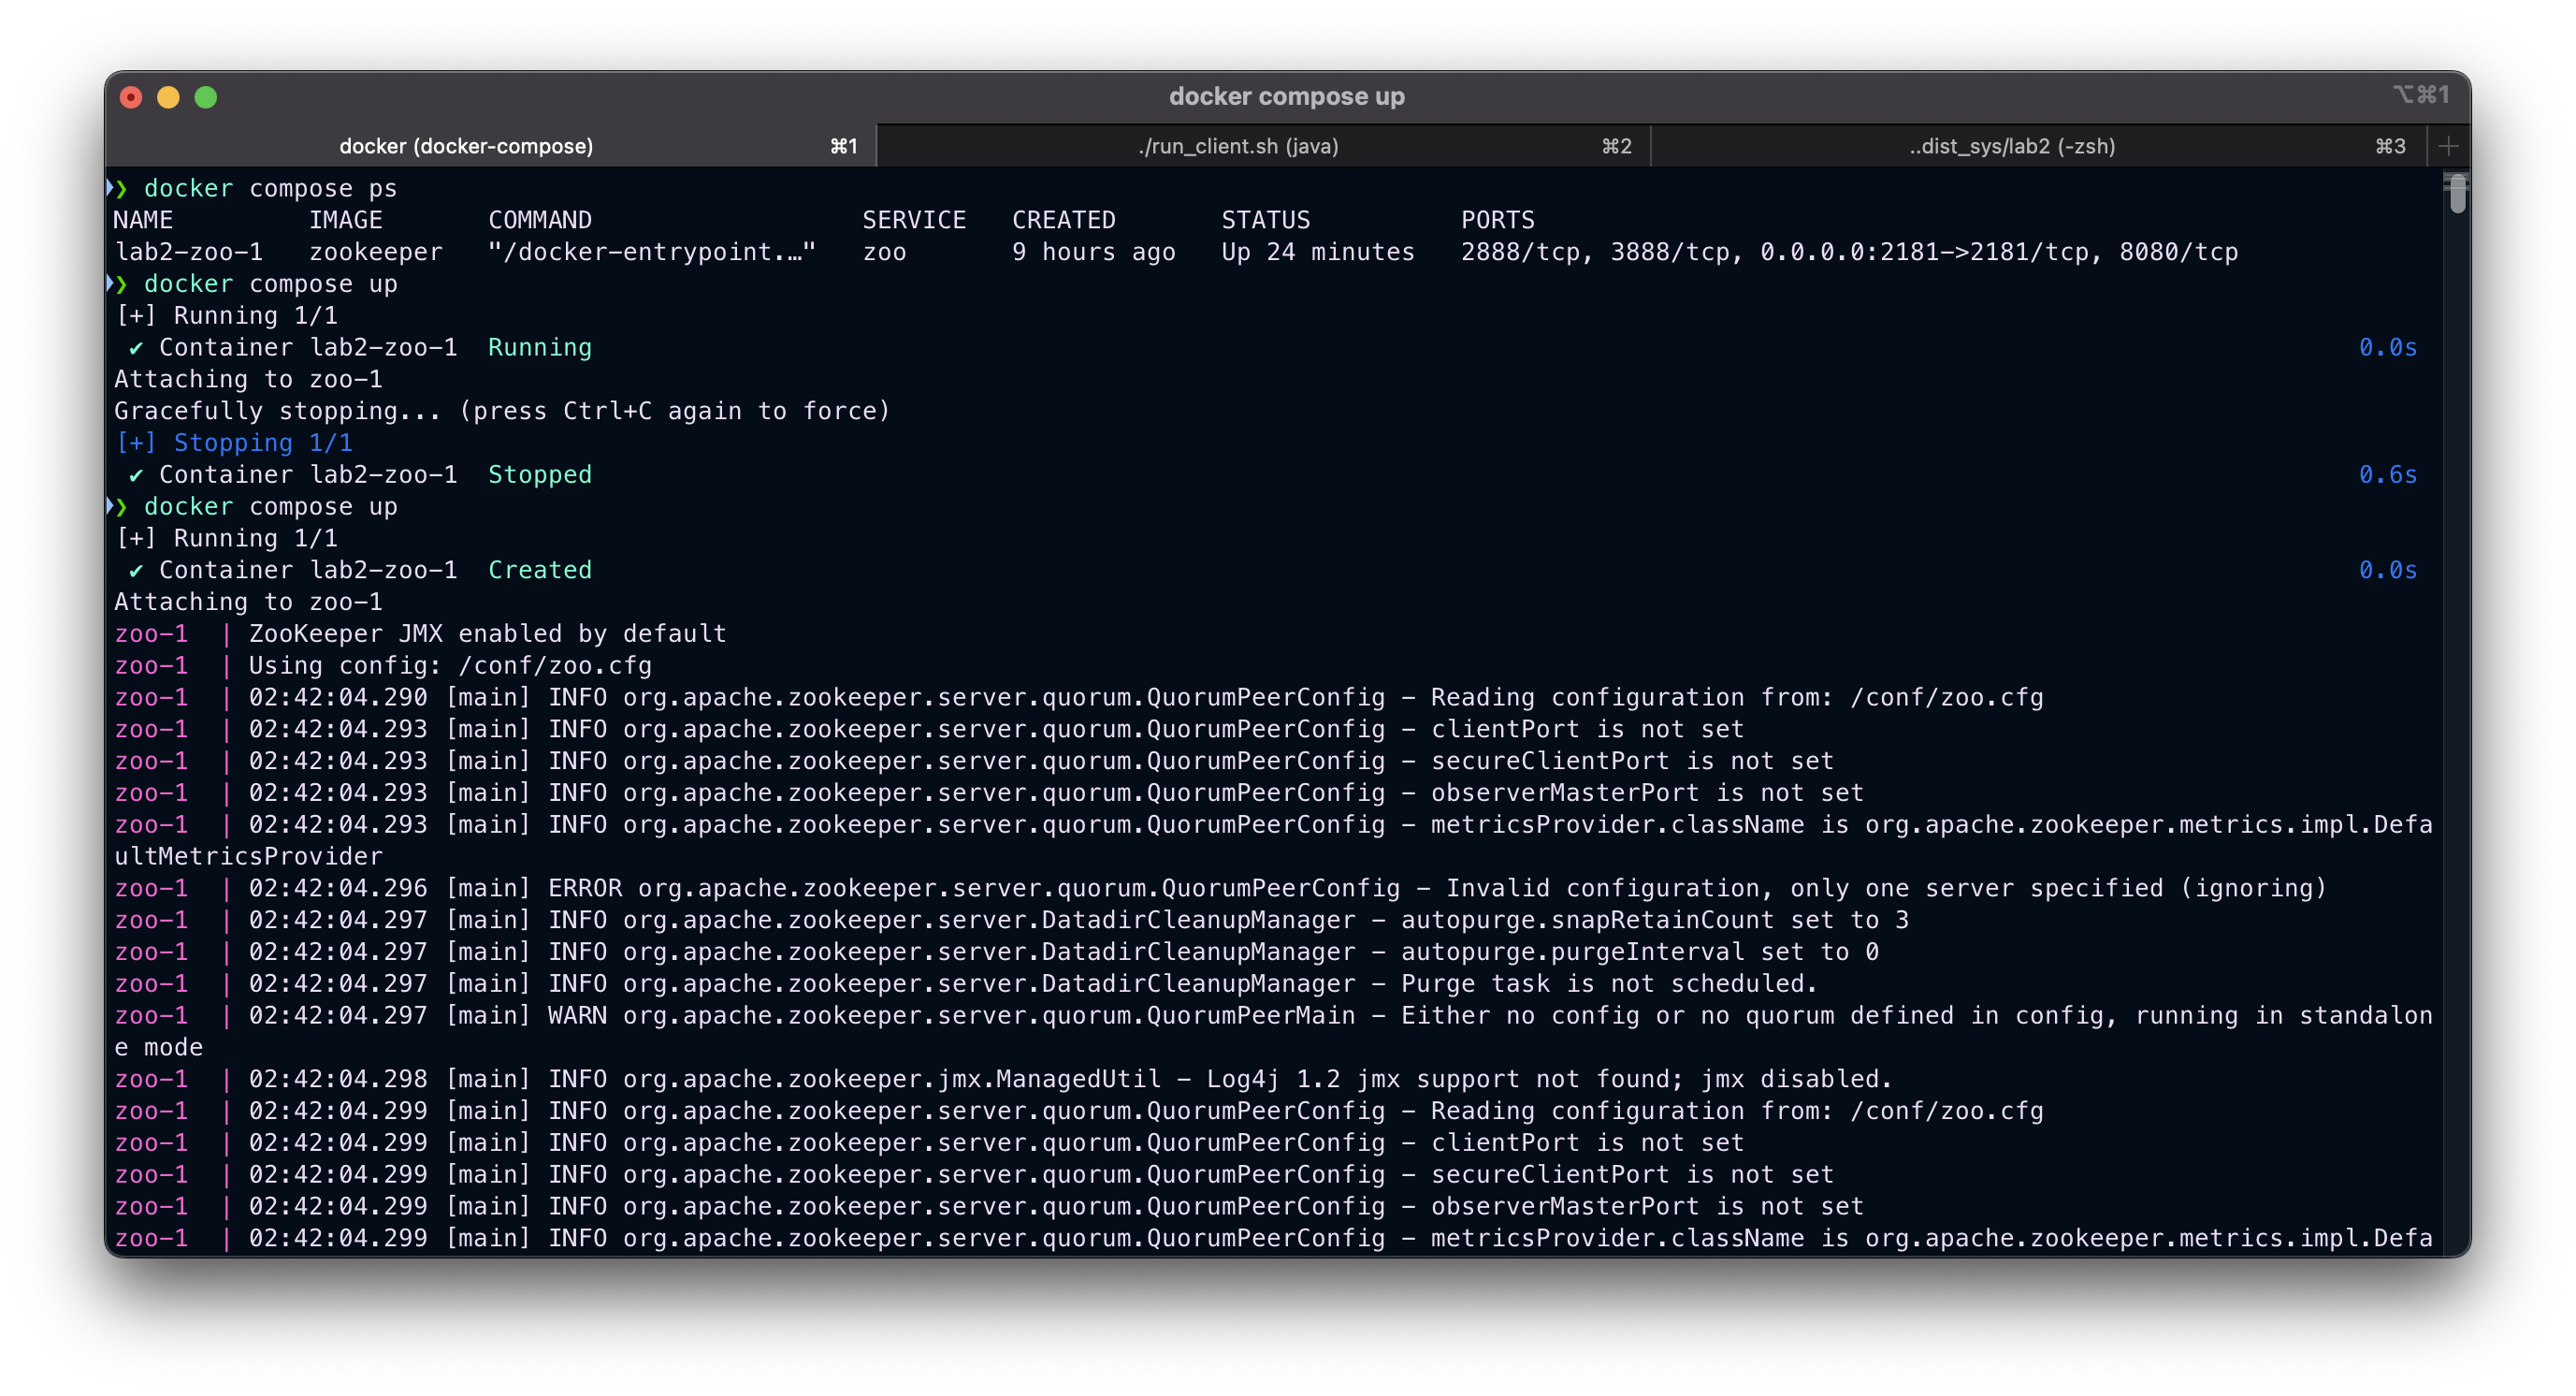 docker compose up
⌥⌘1
docker (docker-compose) ⌘1
./run_client.sh (java) ⌘2
..dist_sys/lab2 (-zsh) ⌘3
+
❯ docker compose ps
NAME IMAGE COMMAND SERVICE CREATED STATUS PORTS
lab2-zoo-1 zookeeper "/docker-entrypoint.…" zoo 9 hours ago Up 24 minutes 2888/tcp, 3888/tcp, 0.0.0.0:2181->2181/tcp, 8080/tcp
❯ docker compose up
[+] Running 1/1
✔ Container lab2-zoo-1 Running 0.0s
Attaching to zoo-1
Gracefully stopping... (press Ctrl+C again to force)
[+] Stopping 1/1
✔ Container lab2-zoo-1 Stopped 0.6s
❯ docker compose up
[+] Running 1/1
✔ Container lab2-zoo-1 Created 0.0s
Attaching to zoo-1
zoo-1 | ZooKeeper JMX enabled by default
zoo-1 | Using config: /conf/zoo.cfg
zoo-1 | 02:42:04.290 [main] INFO org.apache.zookeeper.server.quorum.QuorumPeerConfig - Reading configuration from: /conf/zoo.cfg
zoo-1 | 02:42:04.293 [main] INFO org.apache.zookeeper.server.quorum.QuorumPeerConfig - clientPort is not set
zoo-1 | 02:42:04.293 [main] INFO org.apache.zookeeper.server.quorum.QuorumPeerConfig - secureClientPort is not set
zoo-1 | 02:42:04.293 [main] INFO org.apache.zookeeper.server.quorum.QuorumPeerConfig - observerMasterPort is not set
zoo-1 | 02:42:04.293 [main] INFO org.apache.zookeeper.server.quorum.QuorumPeerConfig - metricsProvider.className is org.apache.zookeeper.metrics.impl.Defa
ultMetricsProvider
zoo-1 | 02:42:04.296 [main] ERROR org.apache.zookeeper.server.quorum.QuorumPeerConfig - Invalid configuration, only one server specified (ignoring)
zoo-1 | 02:42:04.297 [main] INFO org.apache.zookeeper.server.DatadirCleanupManager - autopurge.snapRetainCount set to 3
zoo-1 | 02:42:04.297 [main] INFO org.apache.zookeeper.server.DatadirCleanupManager - autopurge.purgeInterval set to 0
zoo-1 | 02:42:04.297 [main] INFO org.apache.zookeeper.server.DatadirCleanupManager - Purge task is not scheduled.
zoo-1 | 02:42:04.297 [main] WARN org.apache.zookeeper.server.quorum.QuorumPeerMain - Either no config or no quorum defined in config, running in standalon
e mode
zoo-1 | 02:42:04.298 [main] INFO org.apache.zookeeper.jmx.ManagedUtil - Log4j 1.2 jmx support not found; jmx disabled.
zoo-1 | 02:42:04.299 [main] INFO org.apache.zookeeper.server.quorum.QuorumPeerConfig - Reading configuration from: /conf/zoo.cfg
zoo-1 | 02:42:04.299 [main] INFO org.apache.zookeeper.server.quorum.QuorumPeerConfig - clientPort is not set
zoo-1 | 02:42:04.299 [main] INFO org.apache.zookeeper.server.quorum.QuorumPeerConfig - secureClientPort is not set
zoo-1 | 02:42:04.299 [main] INFO org.apache.zookeeper.server.quorum.QuorumPeerConfig - observerMasterPort is not set
zoo-1 | 02:42:04.299 [main] INFO org.apache.zookeeper.server.quorum.QuorumPeerConfig - metricsProvider.className is org.apache.zookeeper.metrics.impl.Defa